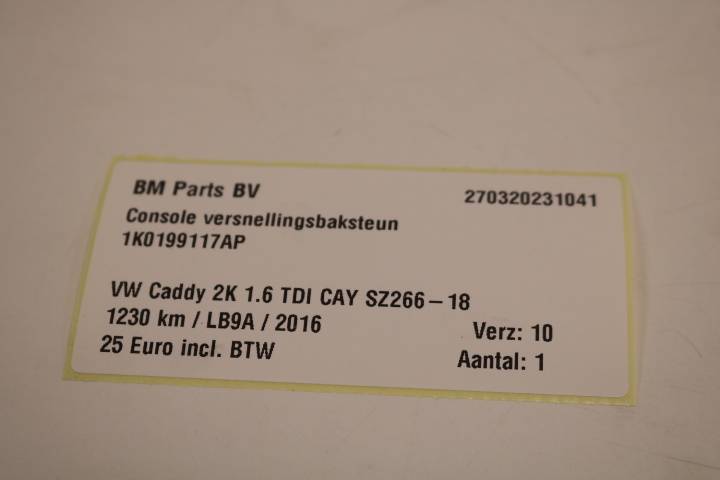 BM Parts BV 270320231041
Console versnellingsbaksteun
1K0199117AP
VW Caddy 2K 1.6 TDI CAY SZ266-18
1230 km / LB9A / 2016 Verz: 10
25 Euro incl. BTW Aantal: 1